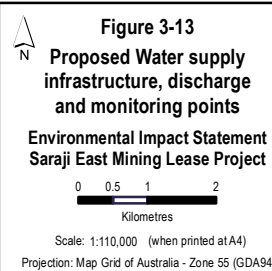 N
Figure 3-13
Proposed Water supply
infrastructure, discharge
and monitoring points
Environmental Impact Statement
Saraji East Mining Lease Project
0 0.5 1 2
Kilometres
Scale: 1:110,000 (when printed at A4)
Projection: Map Grid of Australia - Zone 55 (GDA94